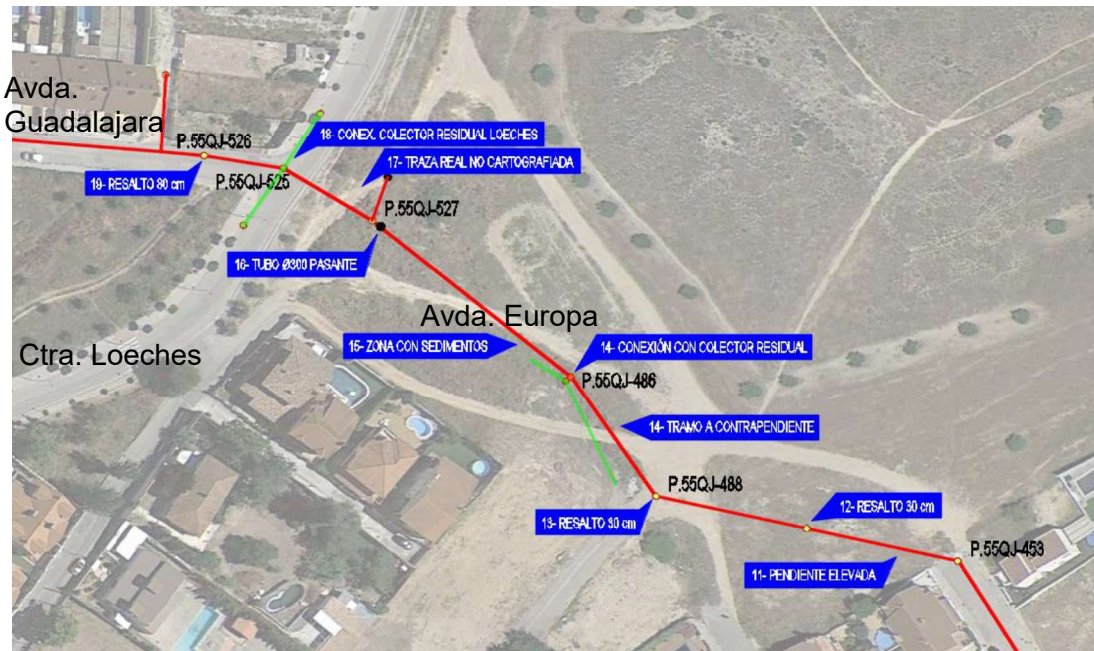 Avda.
Guadalajara
P.55QJ-526
18- CONEX. COLECTOR RESIDUAL LOECHES
17- TRAZA REAL NO CARTOGRAFIADA
19- RESALTO 80 cm
P.55QJ-525
P.55QJ-527
16- TUBO Ø300 PASANTE
Avda. Europa
Ctra. Loeches
15- ZONA CON SEDIMENTOS
14- CONEXIÓN CON COLECTOR RESIDUAL
P.55QJ-486
14- TRAMO A CONTRAPENDIENTE
P.55QJ-488
13- RESALTO 30 cm
12- RESALTO 30 cm
P.55QJ-453
11- PENDIENTE ELEVADA